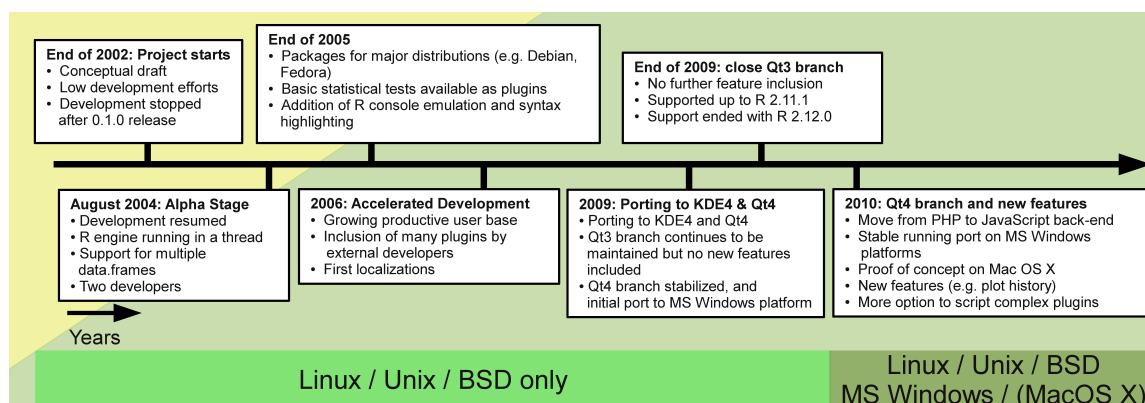 End of 2002: Project starts
• Conceptual draft
• Low development efforts
• Development stopped
after 0.1.0 release
End of 2005
• Packages for major distributions (e.g. Debian,
Fedora)
• Basic statistical tests available as plugins
• Addition of R console emulation and syntax
highlighting
End of 2009: close Qt3 branch
• No further feature inclusion
• Supported up to R 2.11.1
• Support ended with R 2.12.0
August 2004: Alpha Stage
• Development resumed
• R engine running in a thread
• Support for multiple
data.frames
• Two developers
2006: Accelerated Development
• Growing productive user base
• Inclusion of many plugins by
external developers
• First localizations
2009: Porting to KDE4 & Qt4
• Porting to KDE4 and Qt4
• Qt3 branch continues to be
maintained but no new features
included
• Qt4 branch stabilized, and
initial port to MS Windows platform
2010: Qt4 branch and new features
• Move from PHP to JavaScript back-end
• Stable running port on MS Windows
platforms
• Proof of concept on Mac OS X
• New features (e.g. plot history)
• More option to script complex plugins
Years
Linux / Unix / BSD only
Linux / Unix / BSD
MS Windows / (MacOS X)